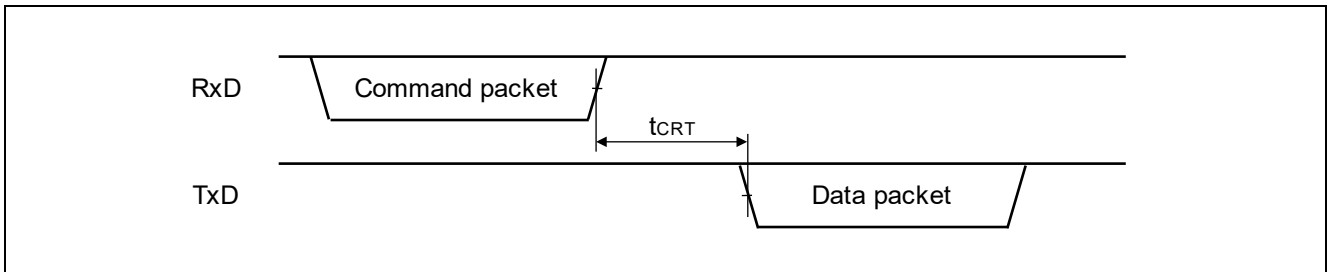 RxD
Command packet
tCRT
TxD
Data packet